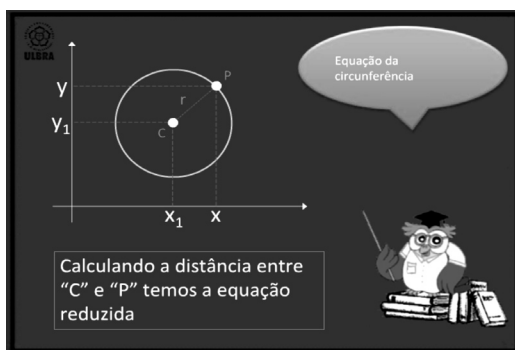 ULBRA
Equação da
circunferência
y
P
r
y₁
C
x₁
x
Calculando a distância entre
“C” e “P” temos a equação
reduzida